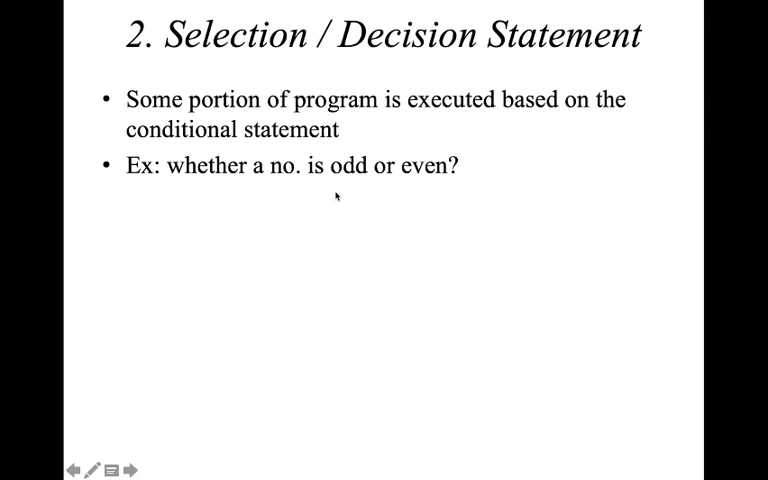 2. Selection / Decision Statement
• Some portion of program is executed based on the
conditional statement
• Ex: whether a no. is odd or even?